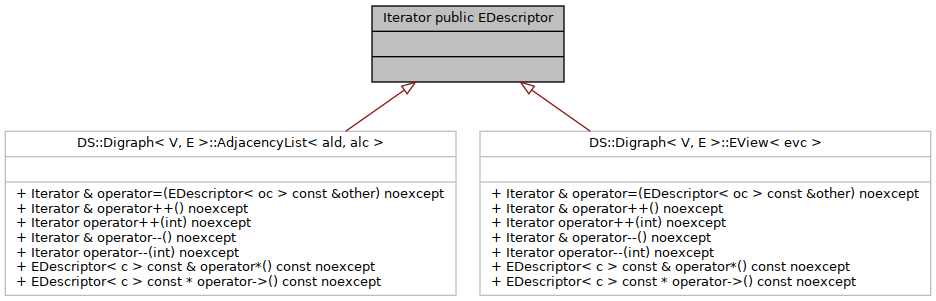 Iterator public EDescriptor
DS::Digraph< V, E >::AdjacencyList< ald, alc >
+ Iterator & operator=(EDescriptor< oc > const &other) noexcept
+ Iterator & operator++() noexcept
+ Iterator operator++(int) noexcept
+ Iterator & operator--() noexcept
+ Iterator operator--(int) noexcept
+ EDescriptor< c > const & operator*() const noexcept
+ EDescriptor< c > const * operator->() const noexcept
DS::Digraph< V, E >::EView< evc >
+ Iterator & operator=(EDescriptor< oc > const &other) noexcept
+ Iterator & operator++() noexcept
+ Iterator operator++(int) noexcept
+ Iterator & operator--() noexcept
+ Iterator operator--(int) noexcept
+ EDescriptor< c > const & operator*() const noexcept
+ EDescriptor< c > const * operator->() const noexcept